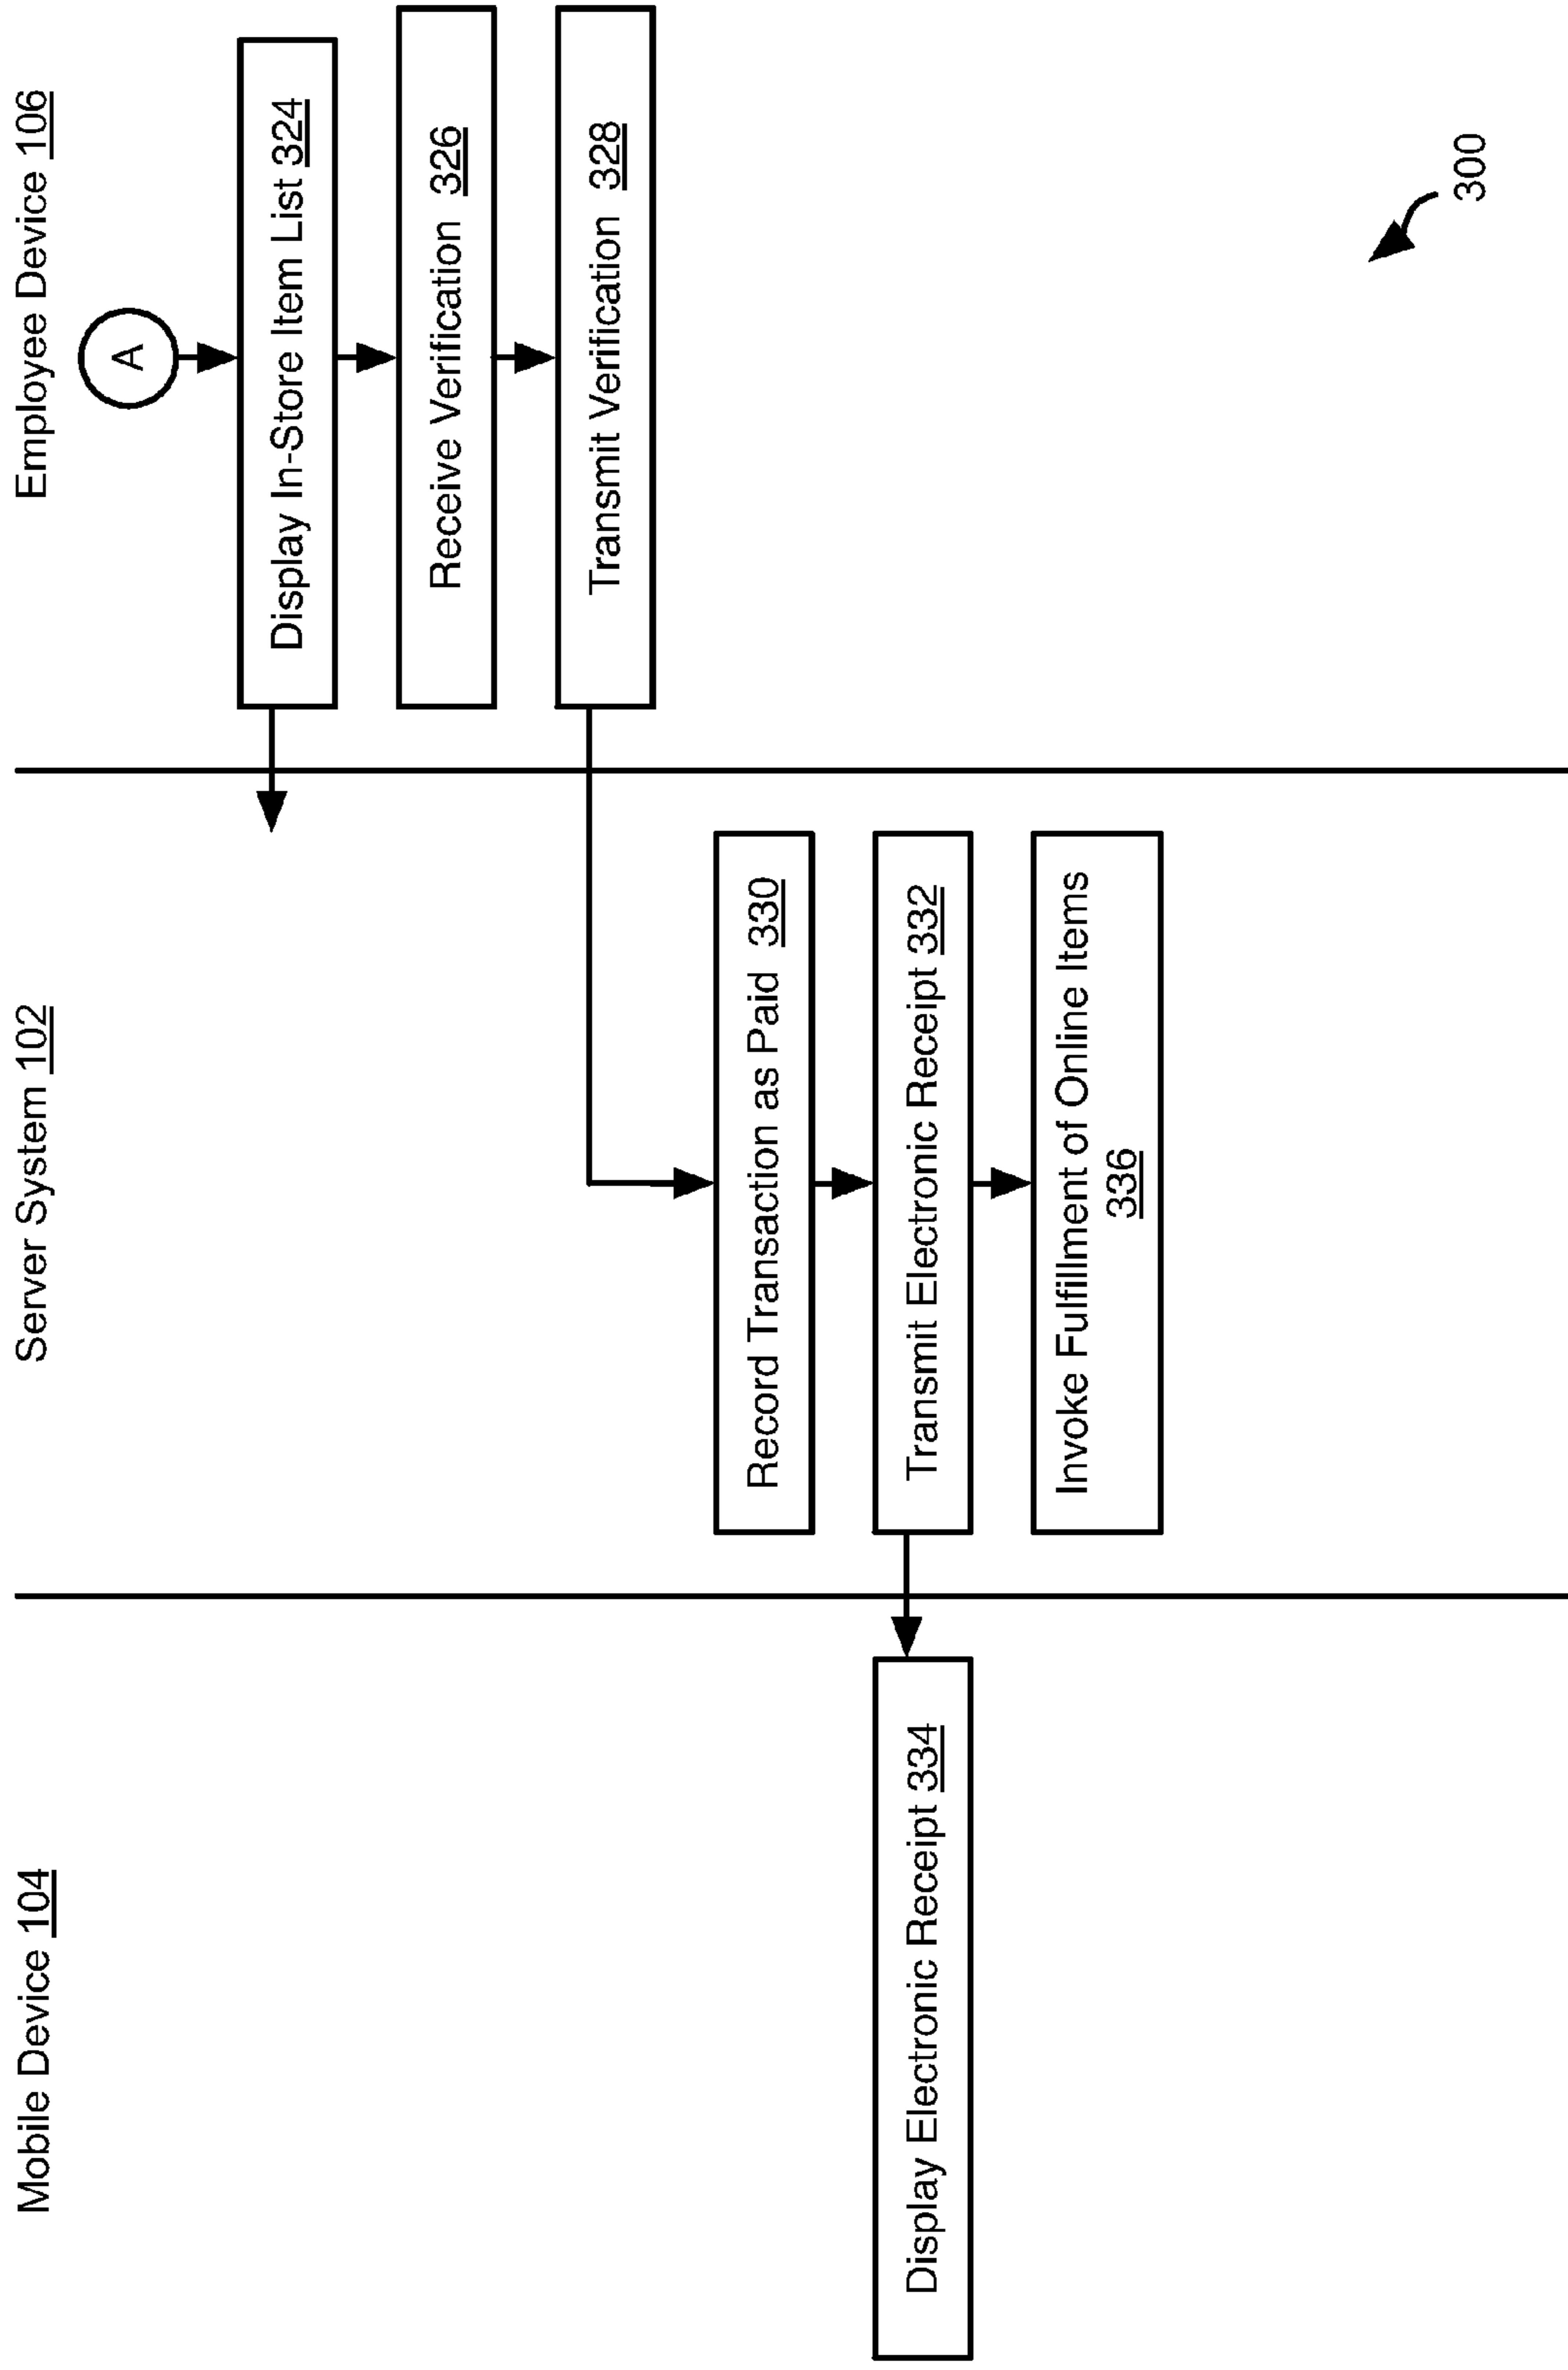 Mobile Device 104
Server System 102
Employee Device 106
A
Display In-Store Item List 324
Receive Verification 326
Transmit Verification 328
Record Transaction as Paid 330
Transmit Electronic Receipt 332
Display Electronic Receipt 334
Invoke Fulfillment of Online Items
336
300